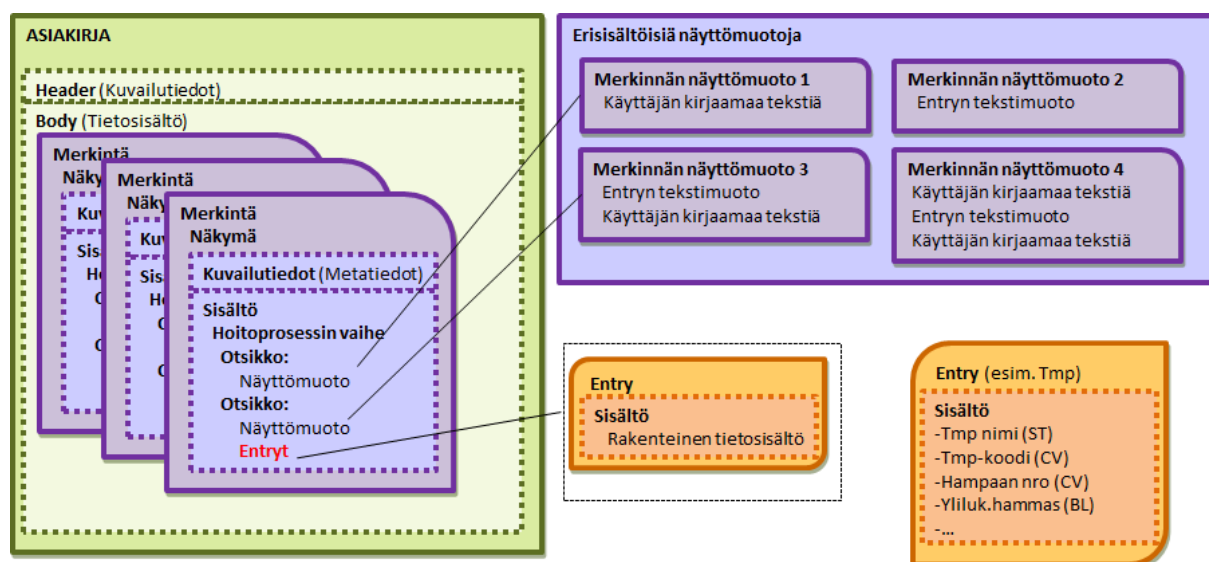 ASIAKIRJA
Header (Kuvailutiedot)
Body (Tietosisältö)
Merkintä
Merkintä
Näkymä
Kuvailutiedot (Metatiedot)
Sisältö
Hoitoprosessin vaihe
Otsikko:
Näyttömuoto
Otsikko:
Näyttömuoto
Entryt
Erisisältöisiä näyttömuotoja
Merkinnän näyttömuoto 1
Käyttäjän kirjaamaa tekstiä
Merkinnän näyttömuoto 2
Entryn tekstimuoto
Merkinnän näyttömuoto 3
Entryn tekstimuoto
Käyttäjän kirjaamaa tekstiä
Merkinnän näyttömuoto 4
Käyttäjän kirjaamaa tekstiä
Entryn tekstimuoto
Käyttäjän kirjaamaa tekstiä
Entry
Sisältö
Rakenteinen tietosisältö
Entry (esim. Tmp)
Sisältö
-Tmp nimi (ST)
-Tmp-koodi (CV)
-Hampaan nro (CV)
-Yliluk.hammas (BL)
-...